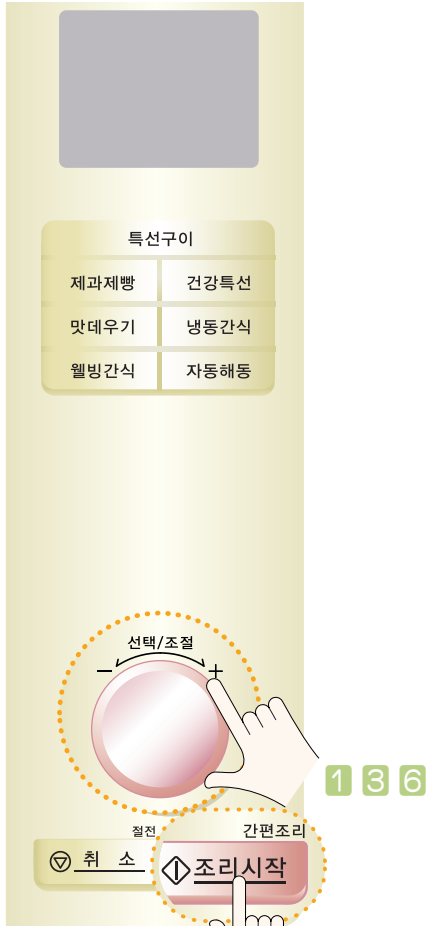 특선구이
제과제빵 건강특선
맛데우기 냉동간식
웰빙간식 자동해동
선택/조절
− +
1 3 6
절전 간편조리
취 소 조리시작